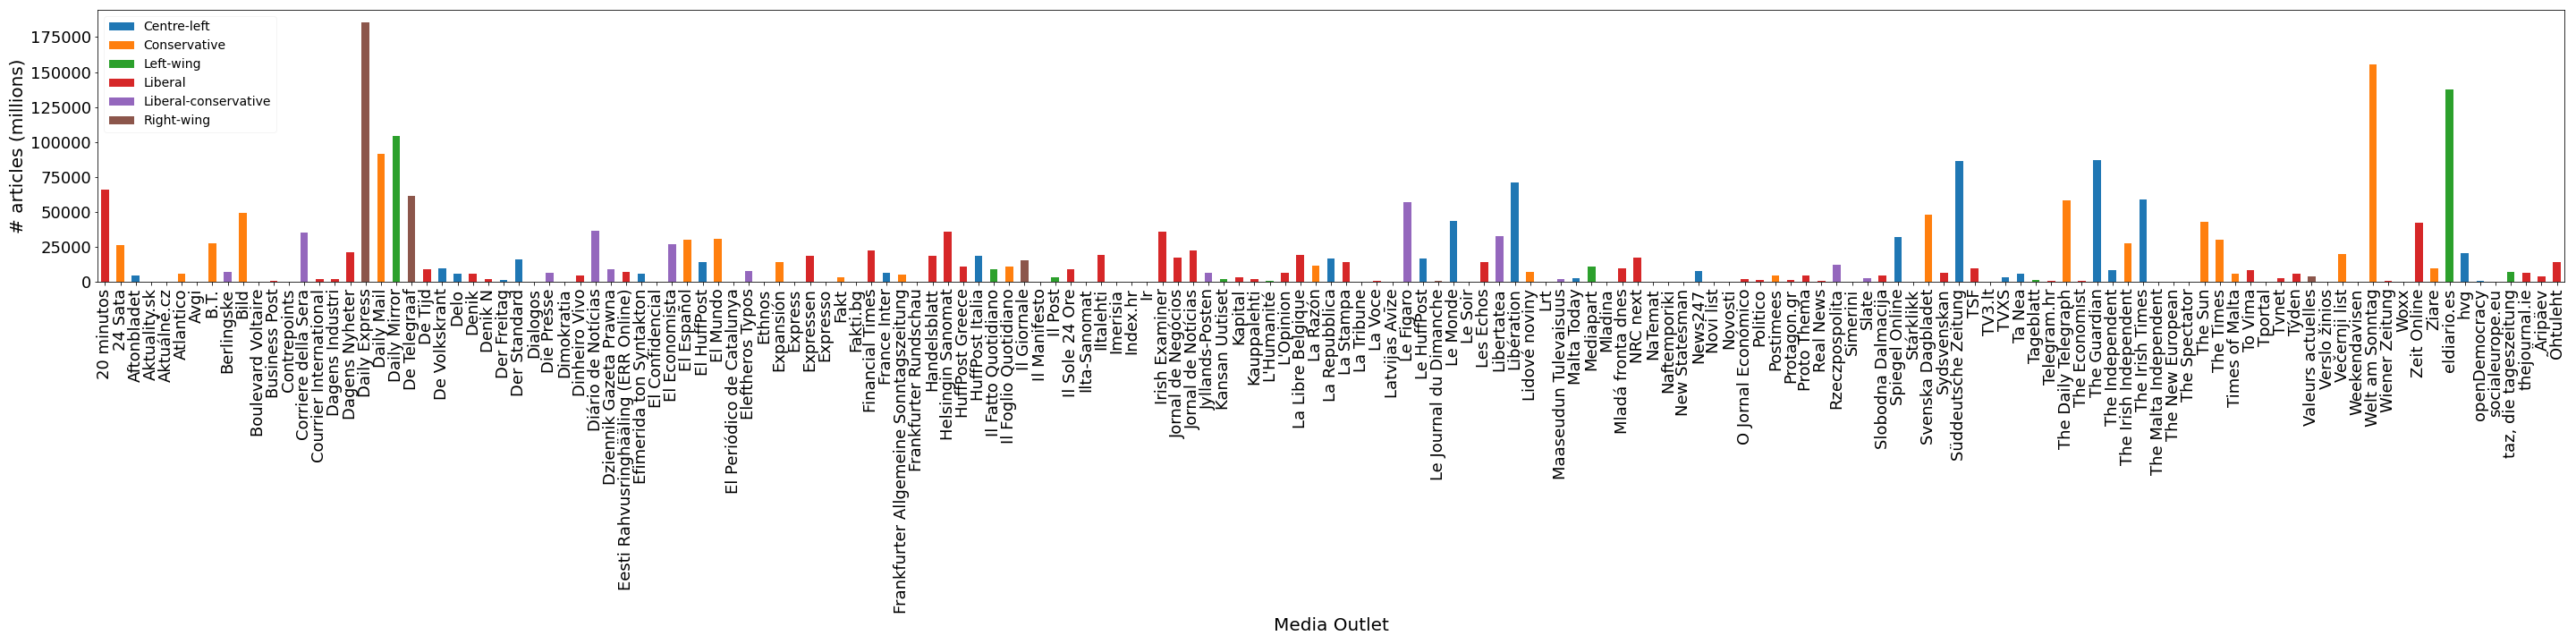 Centre-left
Conservative
Left-wing
Liberal
Liberal-conservative
Right-wing
# articles (millions)
175000
150000
125000
100000
75000
50000
25000
0
20 minutos
24 Sata
Aftonbladet
Aktuality.sk
Aktuálně.cz
Atlantico
Avgi
B.T.
Berlingske
Bild
Boulevard Voltaire
Business Post
Contrepoints
Corriere della Sera
Courrier International
Dagens Industri
Dagens Nyheter
Daily Express
Daily Mail
Daily Mirror
De Telegraaf
De Tijd
De Volkskrant
Delo
Denik
Denik N
Der Freitag
Der Standard
Dialogos
Die Presse
Dimokratia
Dinheiro Vivo
Diário de Notícias
Dziennik Gazeta Prawna
Eesti Rahvusringhääling (ERR Online)
Efimerida ton Syntakton
El Confidencial
El Economista
El Español
El HuffPost
El Mundo
El Periódico de Catalunya
Eleftheros Typos
Ethnos
Expansión
Express
Expressen
Expresso
Fakt
Fakti.bg
Financial Times
France Inter
Frankfurter Allgemeine Sonntagszeitung
Frankfurter Rundschau
Handelsblatt
Helsingin Sanomat
HuffPost Greece
HuffPost Italia
Il Fatto Quotidiano
Il Foglio Quotidiano
Il Giornale
Il Manifesto
Il Post
Il Sole 24 Ore
Ilta-Sanomat
Iltalehti
Imerisia
Index.hr
Ir
Irish Examiner
Jornal de Negócios
Jornal de Notícias
Jyllands-Posten
Kansan Uutiset
Kapital
Kauppalehti
L'Humanité
L'Opinion
La Libre Belgique
La Razón
La Repubblica
La Stampa
La Tribune
La Voce
Latvijas Avīze
Le Figaro
Le HuffPost
Le Journal du Dimanche
Le Monde
Le Soir
Les Echos
Libertatea
Libération
Lidové noviny
Lrt
Maaseudun Tulevaisuus
Malta Today
Mediapart
Mladina
Mladá fronta dnes
NRC next
NaTemat
Naftemporiki
New Statesman
News247
Novi list
Novosti
O Jornal Económico
Politico
Postimees
Protagon.gr
Proto Thema
Real News
Rzeczpospolita
Simerini
Slate
Slobodna Dalmacija
Spiegel Online
Stárklikk
Svenska Dagbladet
Sydsvenskan
Süddeutsche Zeitung
TSF
TV3.lt
TVXS
Ta Nea
Tageblatt
Telegram.hr
The Daily Telegraph
The Economist
The Guardian
The Independent
The Irish Independent
The Irish Times
The Malta Independent
The New European
The Spectator
The Sun
The Times
Times of Malta
To Vima
Tportal
Tvnet
Týden
Valeurs actuelles
Verslo žinios
Večernji list
Weekendavisen
Welt am Sonntag
Wiener Zeitung
Woxx
Zeit Online
Ziare
eldiario.es
hvg
openDemocracy
socialeurope.eu
taz, die tageszeitung
thejournal.ie
Äripäev
Õhtuleht
Media Outlet